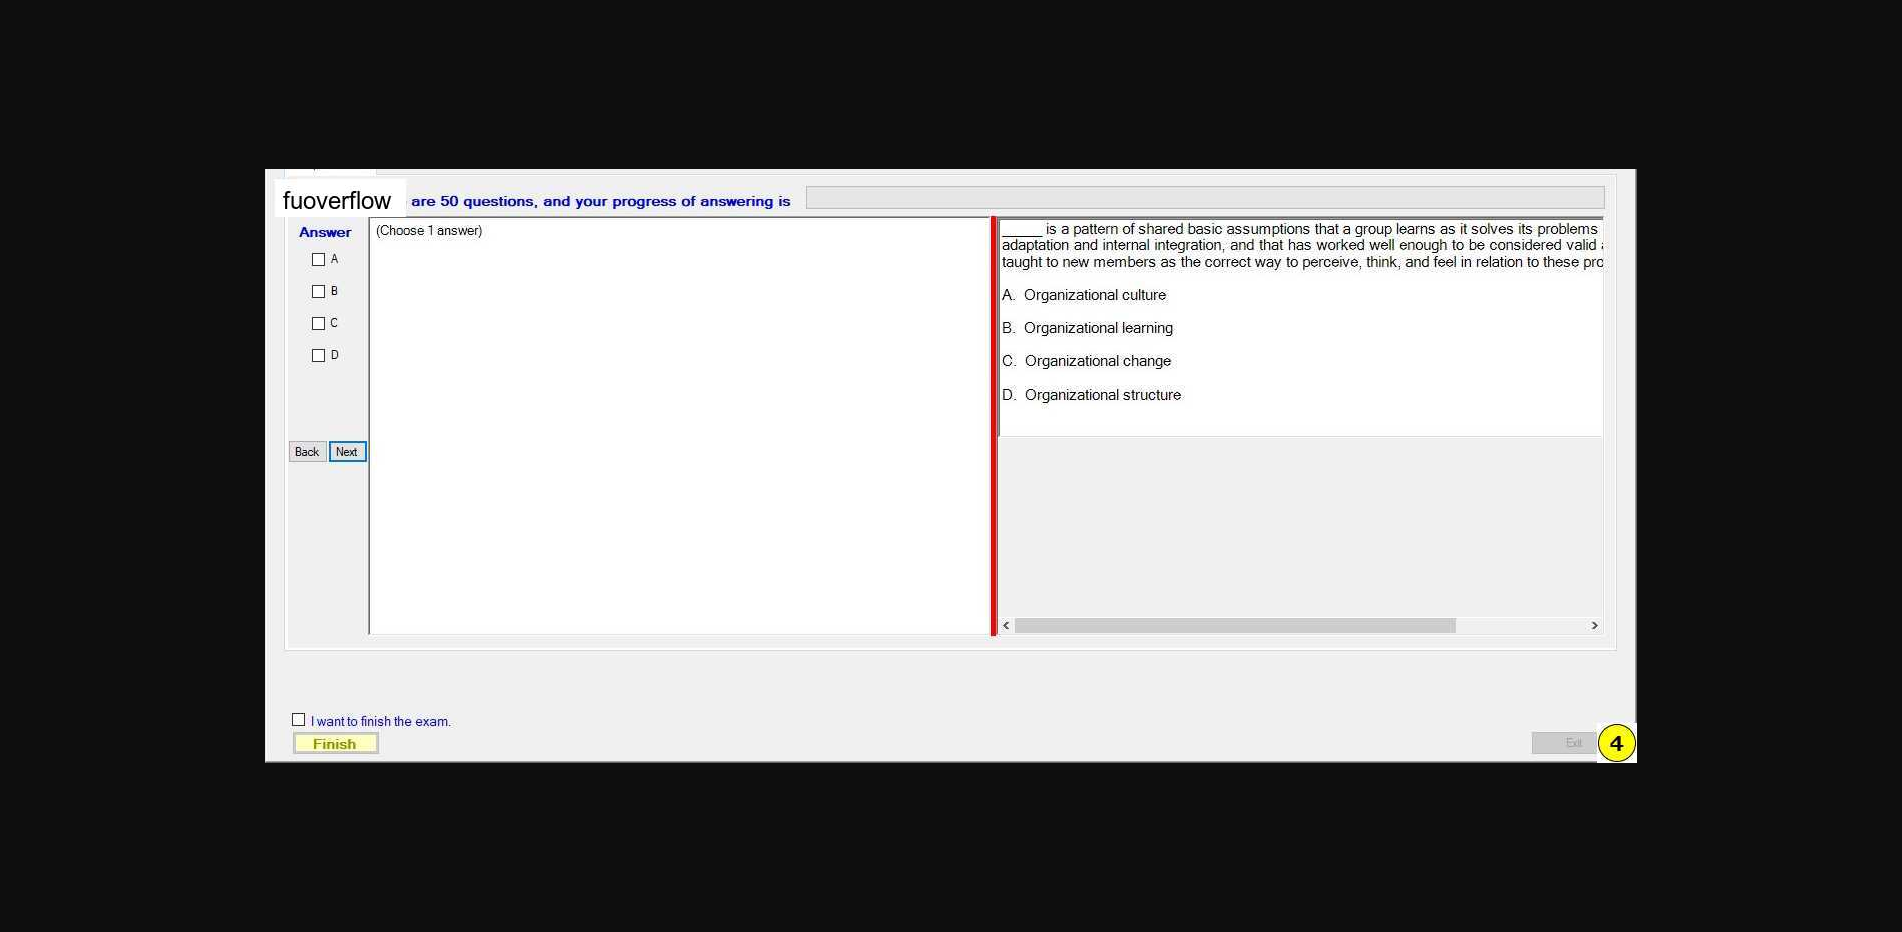 fuoverflow are 50 questions, and your progress of answering is
Answer
A
B
C
D
Back Next
(Choose 1 answer)
_____ is a pattern of shared basic assumptions that a group learns as it solves its problems
adaptation and internal integration, and that has worked well enough to be considered valid
taught to new members as the correct way to perceive, think, and feel in relation to these
A. Organizational culture
B. Organizational learning
C. Organizational change
D. Organizational structure
I want to finish the exam.
Finish
Exit
4